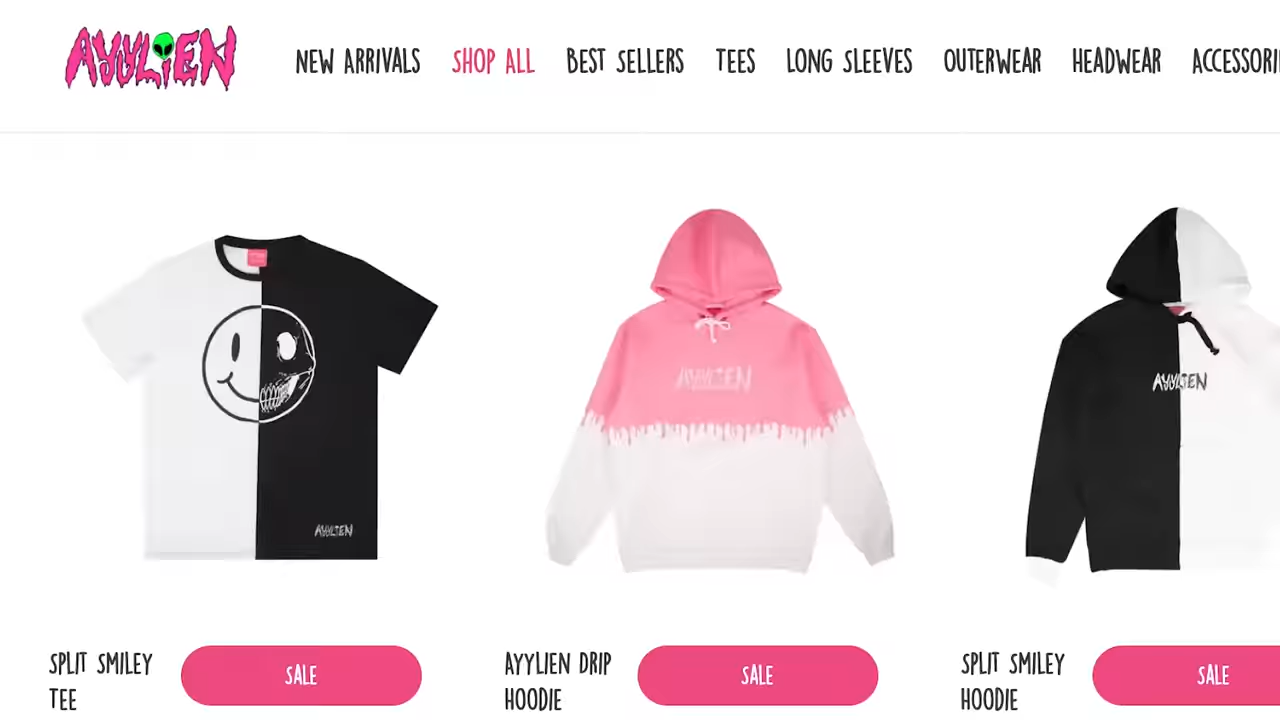 AYYLIEN
NEW ARRIVALS SHOP ALL BEST SELLERS TEES LONG SLEEVES OUTERWEAR HEADWEAR ACCESSORI
AYYLIEN
AYYLIEN
AYYLIEN
SPLIT SMILEY
TEE
SALE
AYYLIEN DRIP
HOODIE
SALE
SPLIT SMILEY
HOODIE
SALE